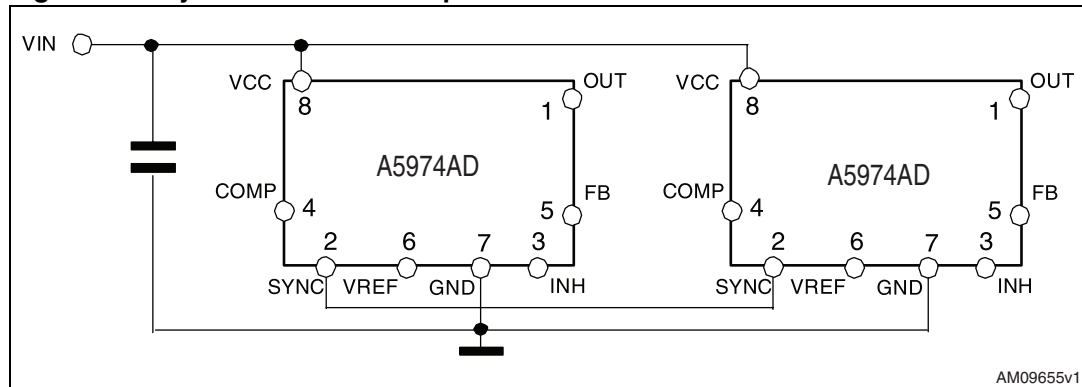 VIN
VCC
8
OUT
1
A5974AD
COMP
4
FB
5
2
6
7
3
SYNC
VREF
GND
INH
VCC
8
OUT
1
A5974AD
COMP
4
FB
5
2
6
7
3
SYNC
VREF
GND
INH
AM09655v1